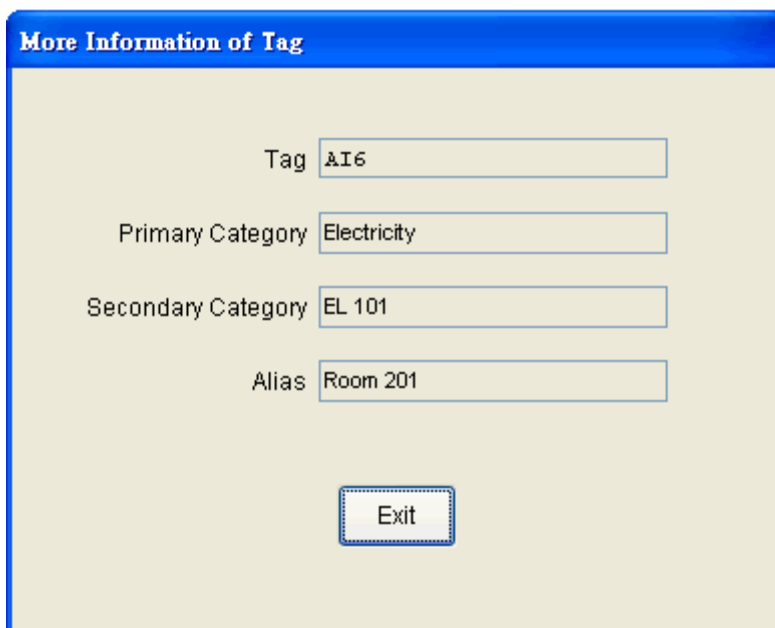 More Information of Tag
Tag AI6
Primary Category Electricity
Secondary Category EL 101
Alias Room 201
Exit